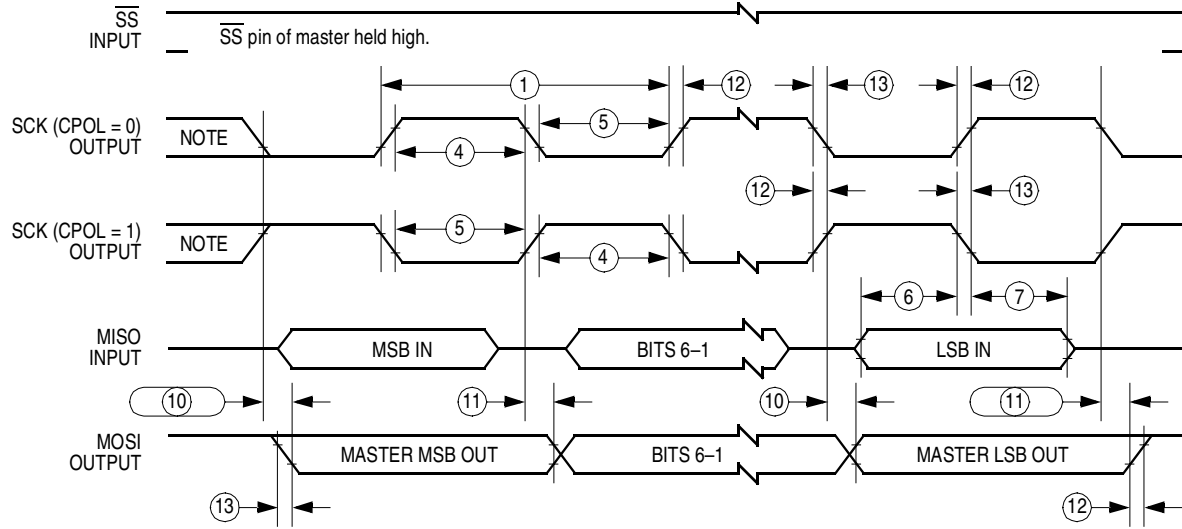 SS
INPUT
SS pin of master held high.
1
12
13
12
SCK (CPOL = 0)
OUTPUT
NOTE
5
4
12
13
SCK (CPOL = 1)
OUTPUT
NOTE
5
4
6
7
MISO
INPUT
MSB IN
BITS 6–1
LSB IN
10
11
10
11
MOSI
OUTPUT
MASTER MSB OUT
BITS 6–1
MASTER LSB OUT
13
12